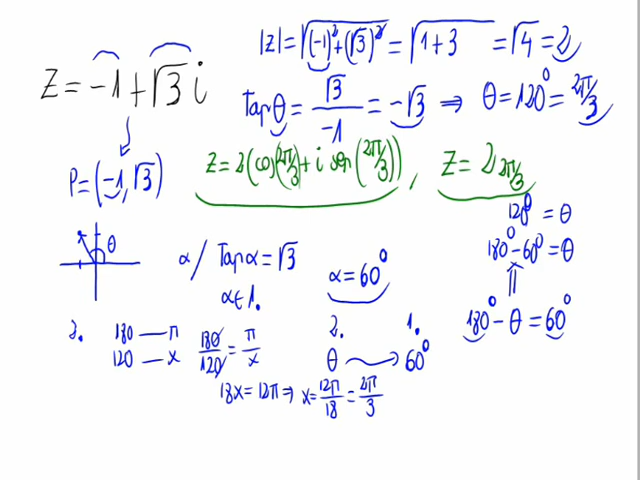 Z = -1 + √3 i
|Z| = √((-1)² + (√3)²) = √(1+3) = √4 = 2
Tan θ = √3/-1 = -√3 ⇒ θ = 120° = 2π/3
P = (-1, √3)
Z = 2(cos(2π/3) + i sen(2π/3)), Z = 2 2π/3
θ
α / Tan α = √3
α ∈ 1.
α = 60°
120° = θ
180° - 60° = θ
⇑
180° - θ = 60°
180 — π
120 — x
180/120 = π/x
18x = 12π ⇒ x = 12π/18 = 2π/3
2. 1.
θ → 60°